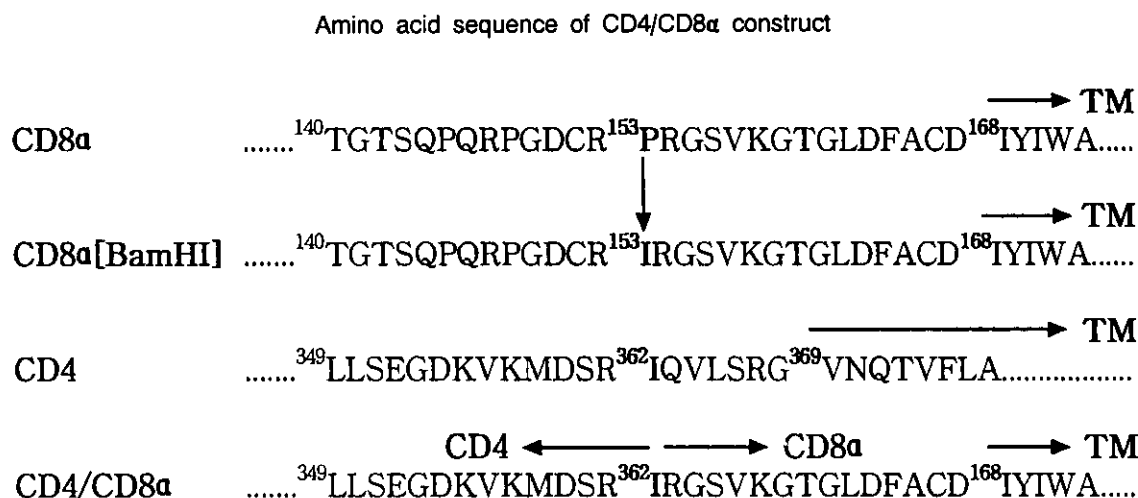 Amino acid sequence of CD4/CD8α construct
TM
CD8α ....... ¹⁴⁰TGTSQPQRPGDCR¹⁵³PRGSVKGTGLDFACD¹⁶⁸IYIWA.....
TM
CD8α[BamHI] .......¹⁴⁰TGTSQPQRPGDCR¹⁵³IRGSVKGTGLDFACD¹⁶⁸IYIWA......
TM
CD4 .......³⁴⁹LLSEGDKVKMDSR³⁶²IQVLSRG³⁶⁹VNQTVFLA..................
CD4 CD8α TM
CD4/CD8α .......³⁴⁹LLSEGDKVKMDSR³⁶²IRGSVKGTGLDFACD¹⁶⁸IYIWA.....